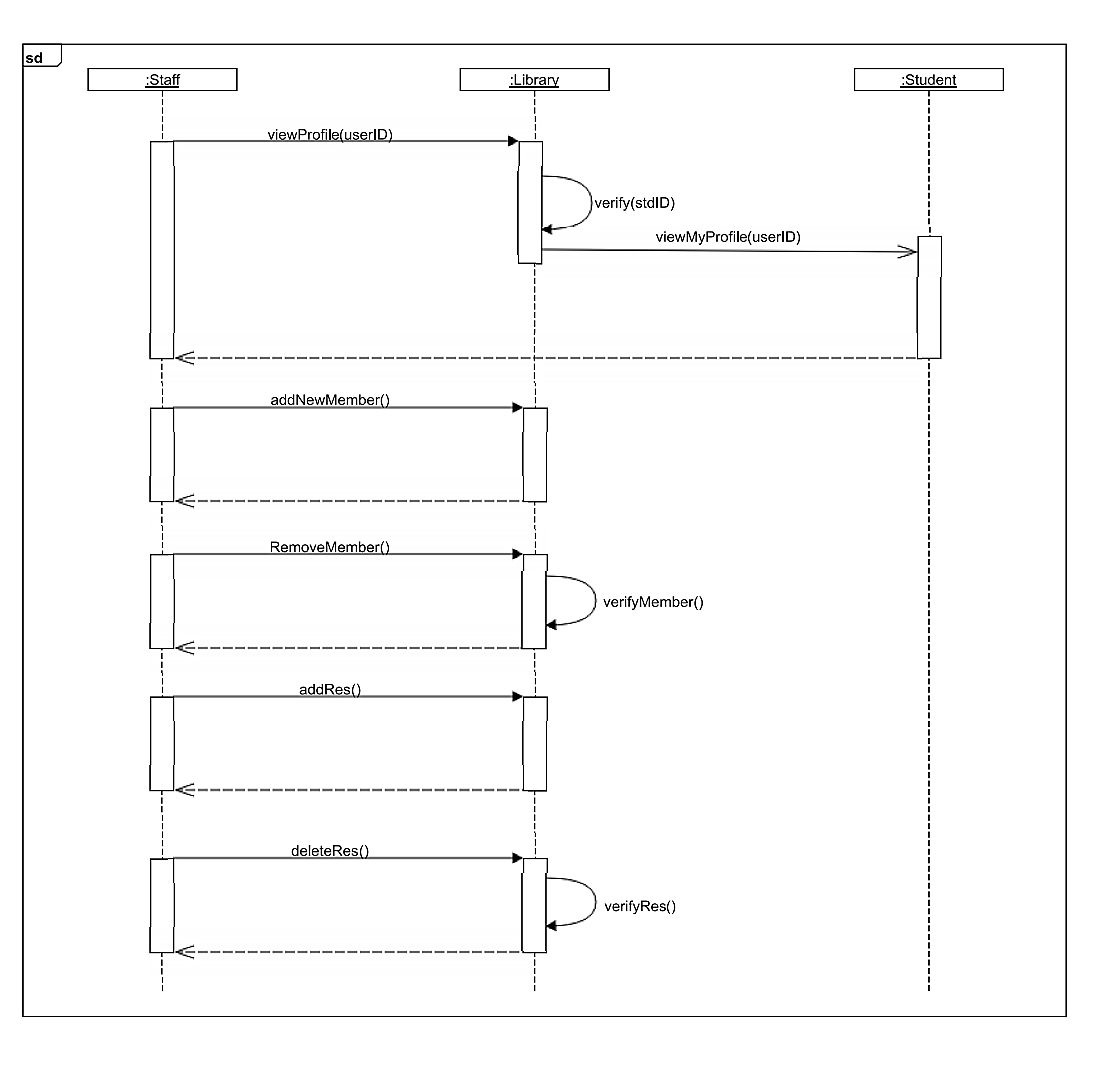 sd
:Staff
:Library
:Student
viewProfile(userID)
verify(stdID)
viewMyProfile(userID)
addNewMember()
RemoveMember()
verifyMember()
addRes()
deleteRes()
verifyRes()